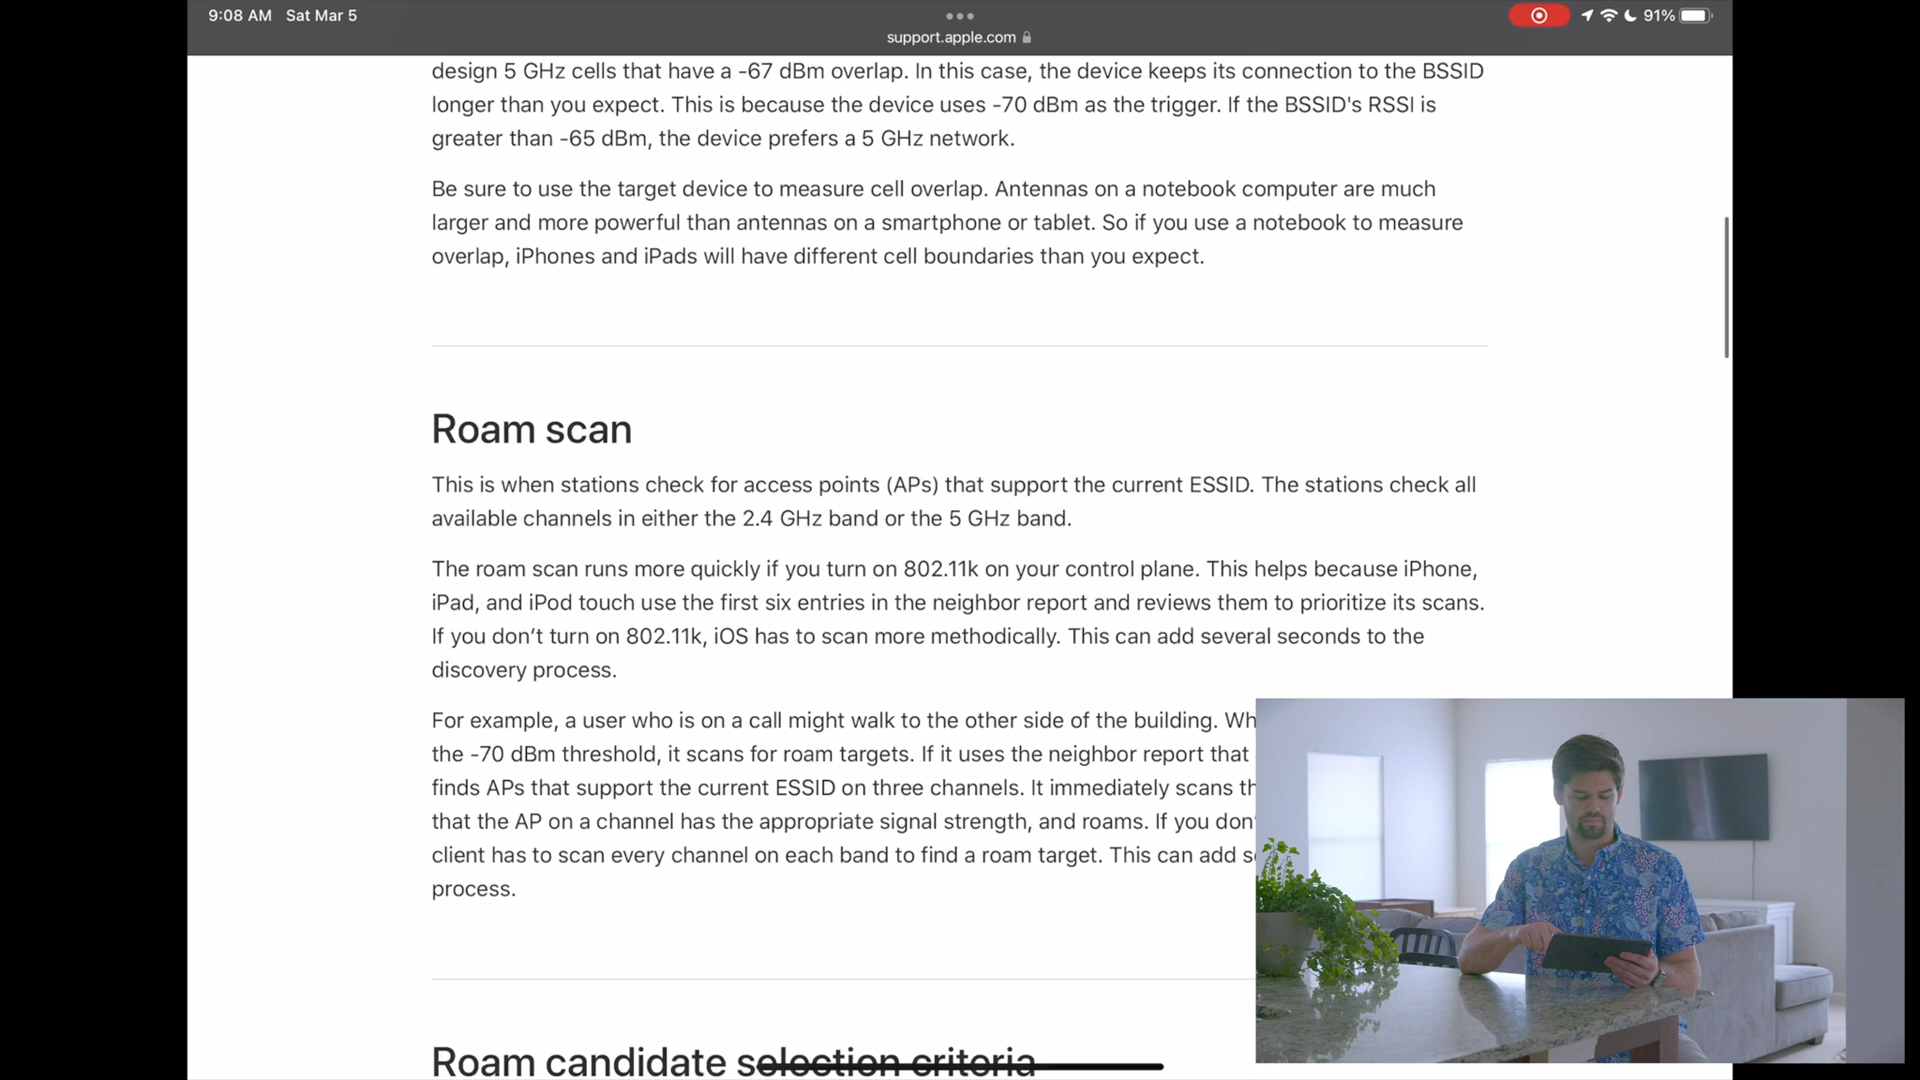 9:08 AM Sat Mar 5
91%
support.apple.com
design 5 GHz cells that have a -67 dBm overlap. In this case, the device keeps its connection to the BSSID
longer than you expect. This is because the device uses -70 dBm as the trigger. If the BSSID's RSSI is
greater than -65 dBm, the device prefers a 5 GHz network.
Be sure to use the target device to measure cell overlap. Antennas on a notebook computer are much
larger and more powerful than antennas on a smartphone or tablet. So if you use a notebook to measure
overlap, iPhones and iPads will have different cell boundaries than you expect.
Roam scan
This is when stations check for access points (APs) that support the current ESSID. The stations check all
available channels in either the 2.4 GHz band or the 5 GHz band.
The roam scan runs more quickly if you turn on 802.11k on your control plane. This helps because iPhone,
iPad, and iPod touch use the first six entries in the neighbor report and reviews them to prioritize its scans.
If you don’t turn on 802.11k, iOS has to scan more methodically. This can add several seconds to the
discovery process.
For example, a user who is on a call might walk to the other side of the building.
the -70 dBm threshold, it scans for roam targets. If it uses the neighbor report that
finds APs that support the current ESSID on three channels. It immediately scans
that the AP on a channel has the appropriate signal strength, and roams. If you
client has to scan every channel on each band to find a roam target. This can add
process.
Roam candidate selection criteria